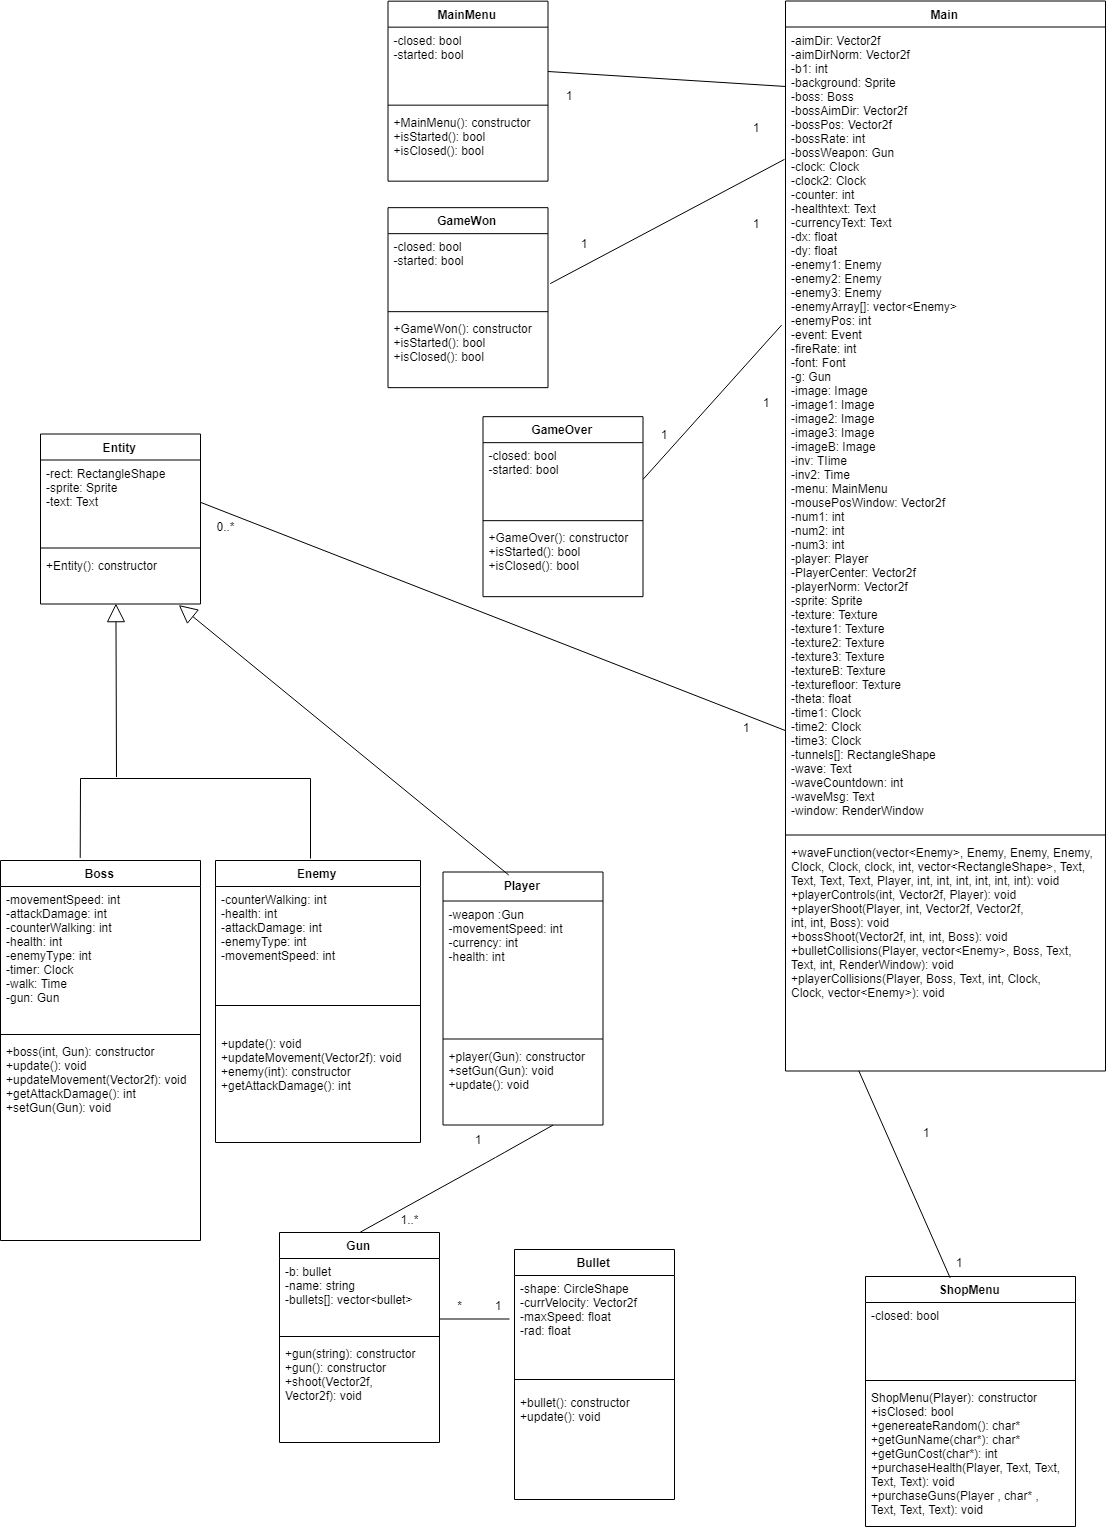 MainMenu
-closed: bool
-started: bool
+MainMenu(): constructor
+isStarted(): bool
+isClosed(): bool
1
1
GameWon
-closed: bool
-started: bool
+GameWon(): constructor
+isStarted(): bool
+isClosed(): bool
1
1
GameOver
-closed: bool
-started: bool
+GameOver(): constructor
+isStarted(): bool
+isClosed(): bool
1
1
Main
-aimDir: Vector2f
-aimDirNorm: Vector2f
-b1: int
-background: Sprite
-boss: Boss
-bossAimDir: Vector2f
-bossPos: Vector2f
-bossRate: int
-bossWeapon: Gun
-clock: Clock
-clock2: Clock
-counter: int
-healthtext: Text
-currencyText: Text
-dx: float
-dy: float
-enemy1: Enemy
-enemy2: Enemy
-enemy3: Enemy
-enemyArray[]: vector<Enemy>
-enemyPos: int
-event: Event
-fireRate: int
-font: Font
-g: Gun
-image: Image
-image1: Image
-image2: Image
-image3: Image
-imageB: Image
-inv: TIime
-inv2: Time
-menu: MainMenu
-mousePosWindow: Vector2f
-num1: int
-num2: int
-num3: int
-player: Player
-PlayerCenter: Vector2f
-playerNorm: Vector2f
-sprite: Sprite
-texture: Texture
-texture1: Texture
-texture2: Texture
-texture3: Texture
-textureB: Texture
-texturefloor: Texture
-theta: float
-time1: Clock
-time2: Clock
-time3: Clock
-tunnels[]: RectangleShape
-wave: Text
-waveCountdown: int
-waveMsg: Text
-window: RenderWindow
+waveFunction(vector<Enemy>, Enemy, Enemy, Enemy,
Clock, Clock, clock, int, vector<RectangleShape>, Text,
Text, Text, Text, Player, int, int, int, int, int, int): void
+playerControls(int, Vector2f, Player): void
+playerShoot(Player, int, Vector2f, Vector2f,
int, int, Boss): void
+bossShoot(Vector2f, int, int, Boss): void
+bulletCollisions(Player, vector<Enemy>, Boss, Text,
Text, int, RenderWindow): void
+playerCollisions(Player, Boss, Text, int, Clock,
Clock, vector<Enemy>): void
Entity
-rect: RectangleShape
-sprite: Sprite
-text: Text
+Entity(): constructor
0..*
1
Boss
-movementSpeed: int
-attackDamage: int
-counterWalking: int
-health: int
-enemyType: int
-timer: Clock
-walk: Time
-gun: Gun
+boss(int, Gun): constructor
+update(): void
+updateMovement(Vector2f): void
+getAttackDamage(): int
+setGun(Gun): void
Enemy
-counterWalking: int
-health: int
-attackDamage: int
-enemyType: int
-movementSpeed: int
+update(): void
+updateMovement(Vector2f): void
+enemy(int): constructor
+getAttackDamage(): int
Player
-weapon :Gun
-movementSpeed: int
-currency: int
-health: int
+player(Gun): constructor
+setGun(Gun): void
+update(): void
1
1..*
Gun
-b: bullet
-name: string
-bullets[]: vector<bullet>
+gun(string): constructor
+gun(): constructor
+shoot(Vector2f,
Vector2f): void
*
1
Bullet
-shape: CircleShape
-currVelocity: Vector2f
-maxSpeed: float
-rad: float
+bullet(): constructor
+update(): void
1
1
ShopMenu
-closed: bool
ShopMenu(Player): constructor
+isClosed: bool
+genereateRandom(): char*
+getGunName(char*): char*
+getGunCost(char*): int
+purchaseHealth(Player, Text, Text,
Text, Text): void
+purchaseGuns(Player , char* ,
Text, Text, Text): void